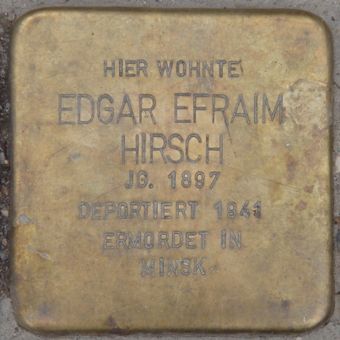 HIER WOHNTE
EDGAR EFRAIM
HIRSCH
JG. 1897
DEPORTIERT 1941
ERMORDET IN
MINSK